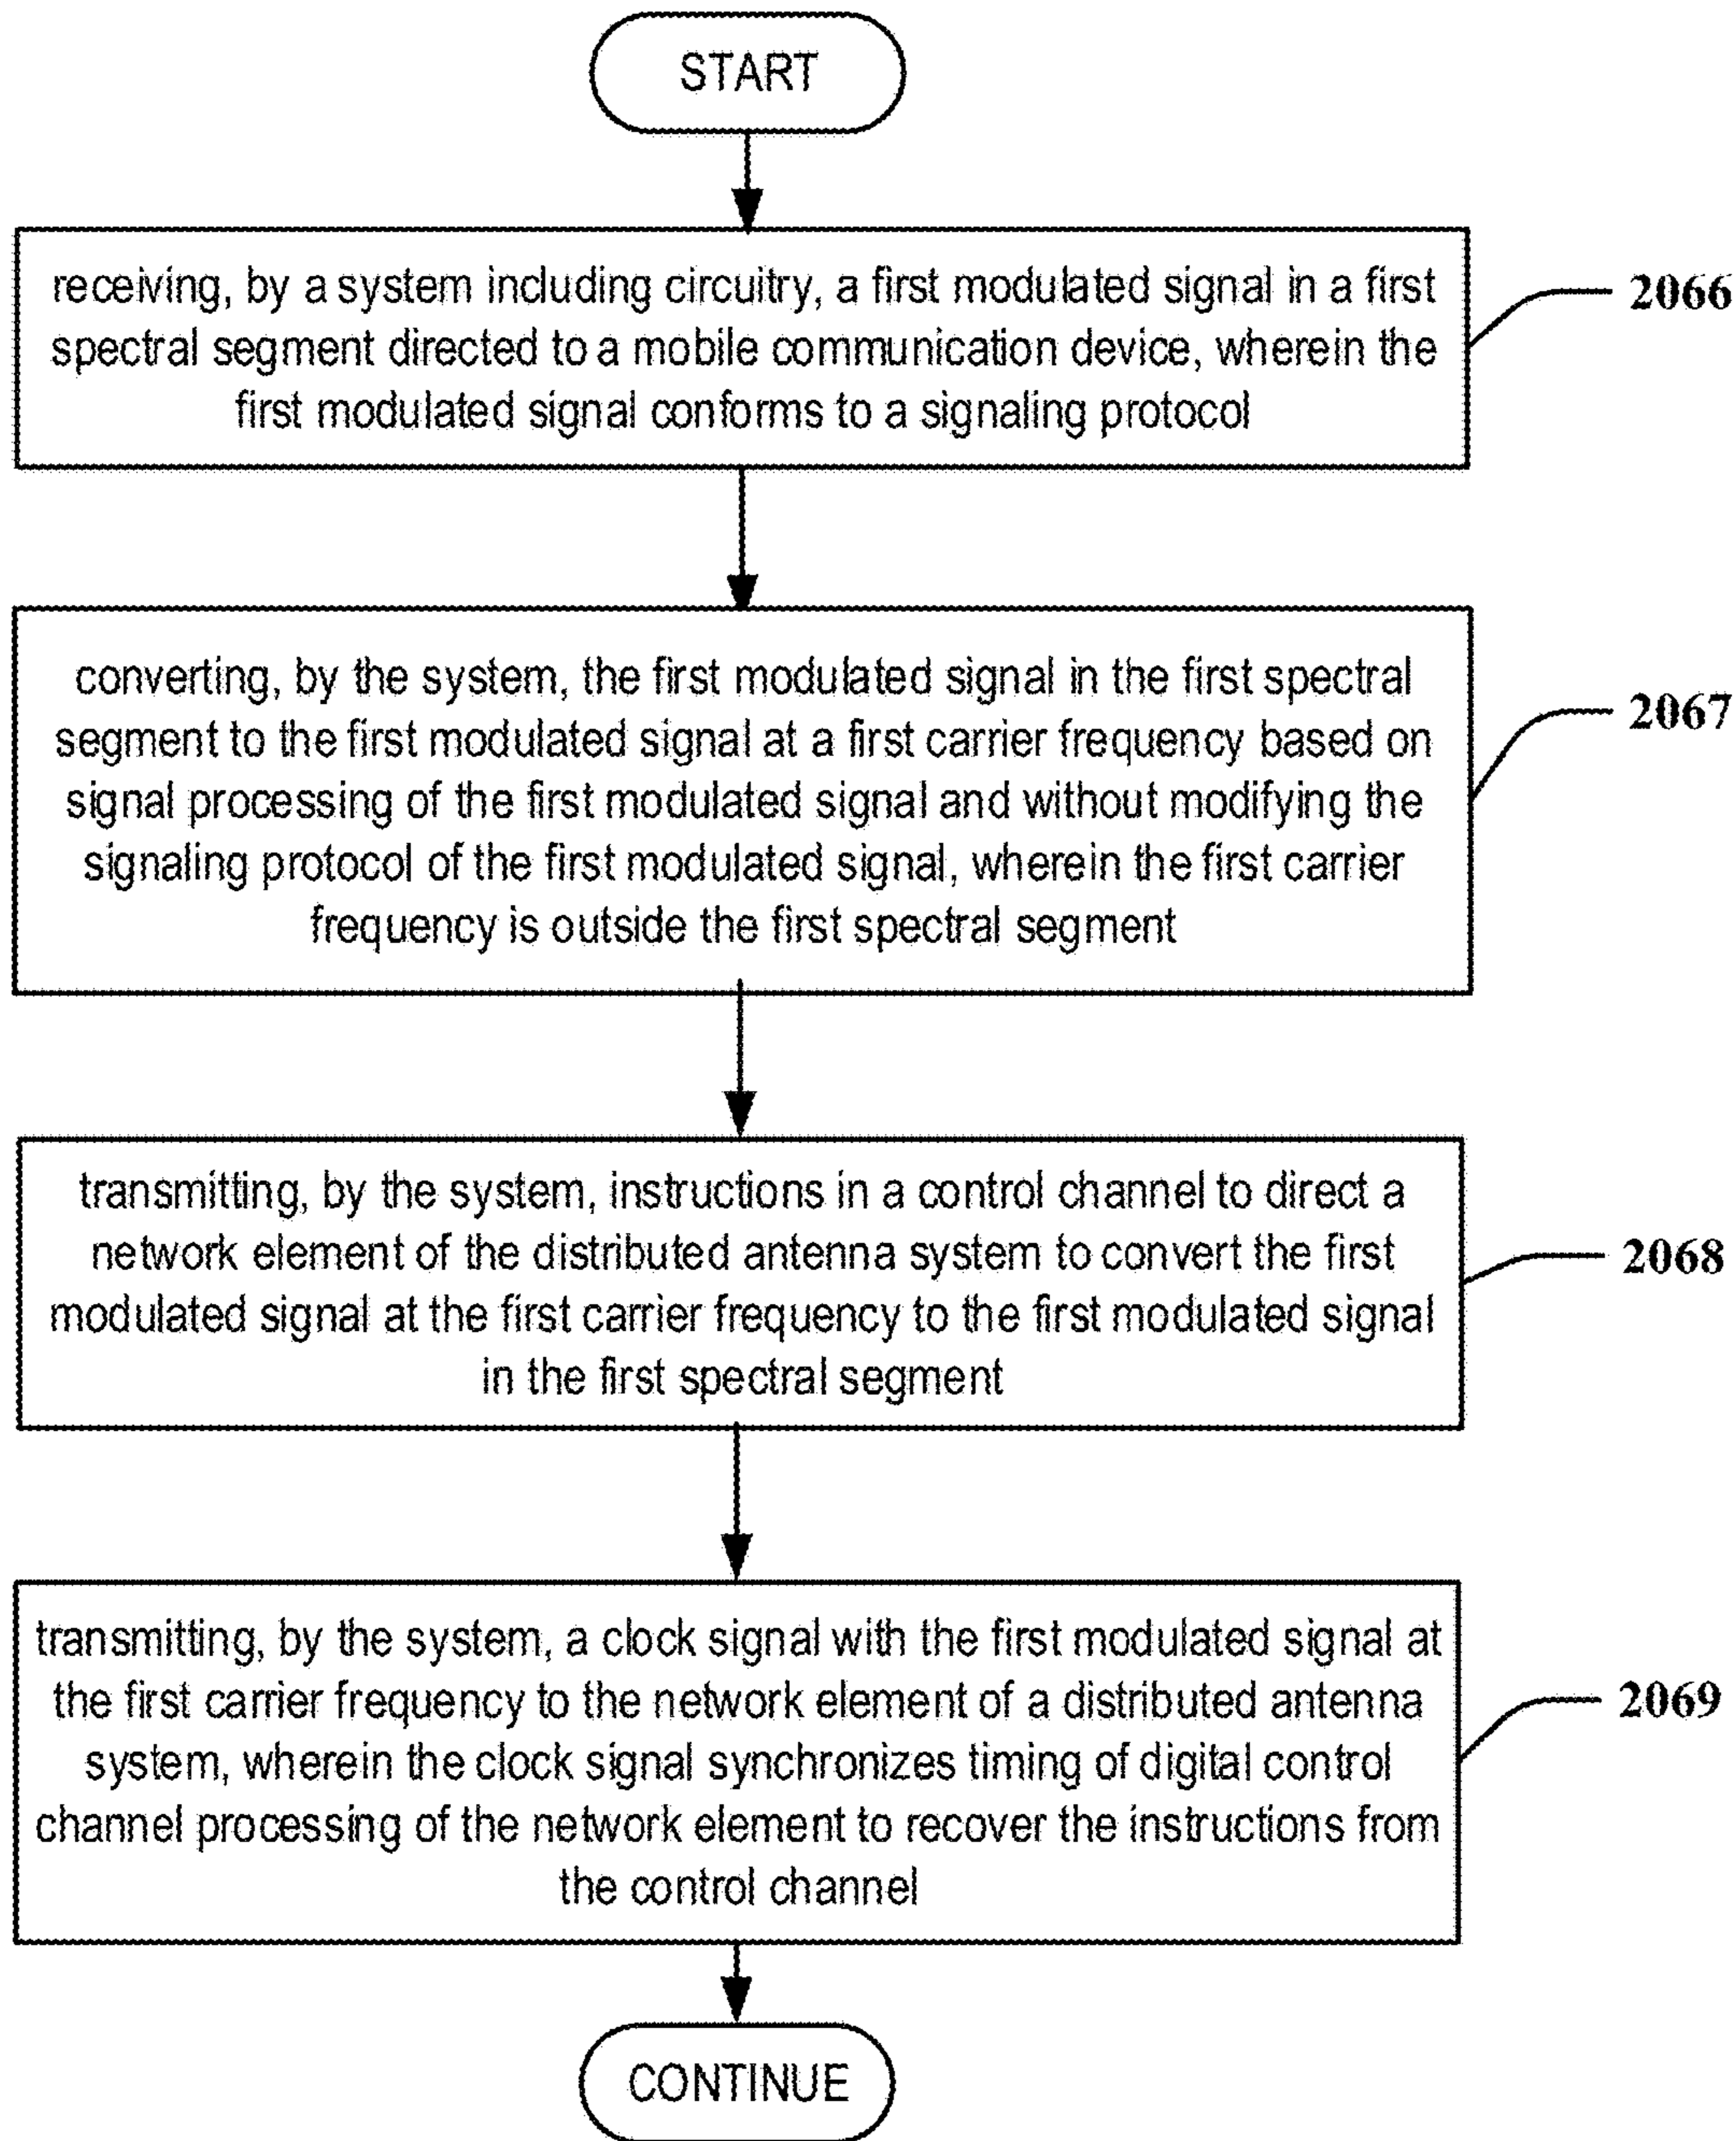 START
receiving, by a system including circuitry, a first modulated signal in a first
spectral segment directed to a mobile communication device, wherein the
first modulated signal conforms to a signaling protocol
2066
converting, by the system, the first modulated signal in the first spectral
segment to the first modulated signal at a first carrier frequency based on
signal processing of the first modulated signal and without modifying the
signaling protocol of the first modulated signal, wherein the first carrier
frequency is outside the first spectral segment
2067
transmitting, by the system, instructions in a control channel to direct a
network element of the distributed antenna system to convert the first
modulated signal at the first carrier frequency to the first modulated signal
in the first spectral segment
2068
transmitting, by the system, a clock signal with the first modulated signal at
the first carrier frequency to the network element of a distributed antenna
system, wherein the clock signal synchronizes timing of digital control
channel processing of the network element to recover the instructions from
the control channel
2069
CONTINUE